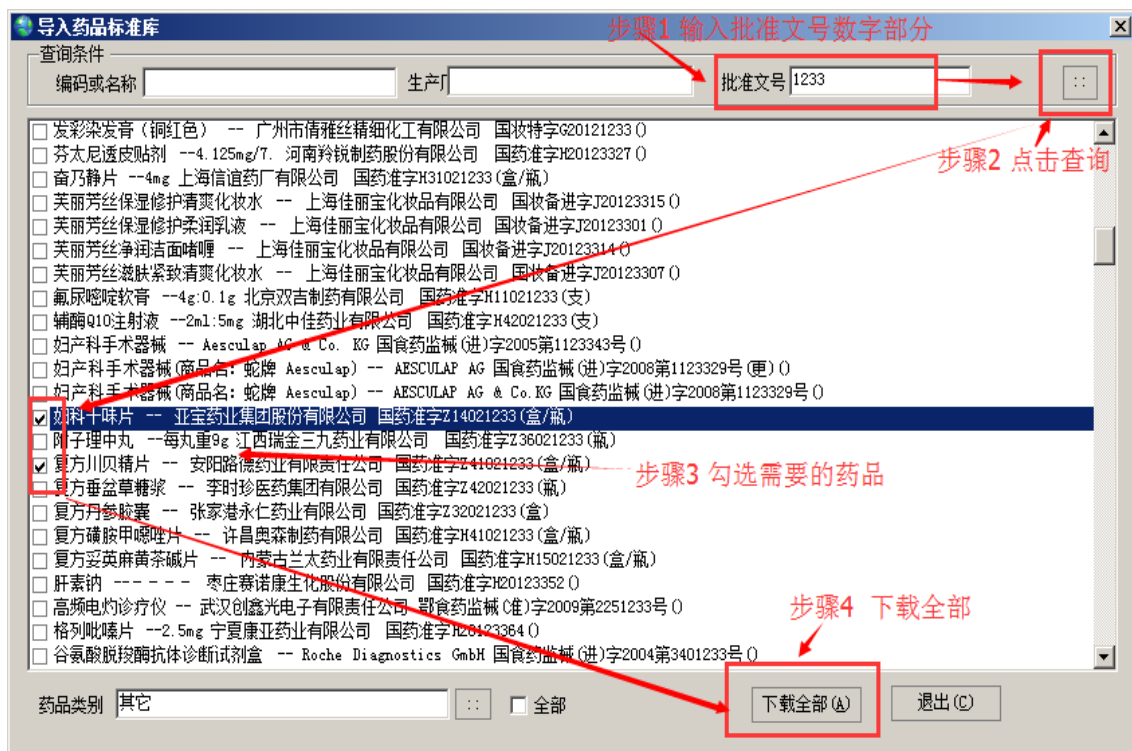 导入药品标准库
步骤1 输入批准文号数字部分
查询条件
编码或名称
生产厂
批准文号 1233
::
步骤2 点击查询
发彩染发膏（铜红色） -- 广州市倩雅丝精细化工有限公司 国妆特字G20121233()
芬太尼透皮贴剂 --4.125mg/7. 河南羚锐制药股份有限公司 国药准字H20123327()
奋乃静片 --4mg 上海信谊药厂有限公司 国药准字H31021233(盒/瓶)
芙丽芳丝保湿修护清爽化妆水 -- 上海佳丽宝化妆品有限公司 国妆备进字J20123315()
芙丽芳丝保湿修护柔润乳液 -- 上海佳丽宝化妆品有限公司 国妆备进字J20123301()
芙丽芳丝净润洁面啫喱 -- 上海佳丽宝化妆品有限公司 国妆备进字J20123314()
芙丽芳丝滋肤紧致清爽化妆水 -- 上海佳丽宝化妆品有限公司 国妆备进字J20123307()
氟尿嘧啶软膏 --4g:0.1g 北京双吉制药有限公司 国药准字H11021233(支)
辅酶Q10注射液 --2ml:5mg 湖北中佳药业有限公司 国药准字H42021233(支)
妇产科手术器械 -- Aesculap AG & Co. KG 国食药监械(进)字2005第1123343号()
妇产科手术器械(商品名：蛇牌 Aesculap) -- AESCULAP AG 国食药监械(进)字2008第1123329号(更)()
妇产科手术器械(商品名：蛇牌 Aesculap) -- AESCULAP AG & Co.KG 国食药监械(进)字2008第1123329号()
妇科十味片 -- 亚宝药业集团股份有限公司 国药准字Z14021233(盒/瓶)
附子理中丸 --每丸重9g 江西瑞金三九药业有限公司 国药准字Z36021233(瓶)
复方川贝精片 -- 安阳路德药业有限责任公司 国药准字Z41021233(盒/瓶)
步骤3 勾选需要的药品
复方垂盆草糖浆 -- 李时珍医药集团有限公司 国药准字Z42021233(瓶)
复方丹参胶囊 -- 张家港永仁药业有限公司 国药准字Z32021233(盒)
复方磺胺甲噁唑片 -- 许昌奥森制药有限公司 国药准字H41021233(盒/瓶)
复方妥英麻黄茶碱片 -- 内蒙古兰太药业有限责任公司 国药准字H15021233(盒/瓶)
肝素钠 ------ 枣庄赛诺康生化股份有限公司 国药准字H20123352()
高频电灼诊疗仪 -- 武汉创鑫光电子有限责任公司 鄂食药监械(准)字2009第2251233号()
格列吡嗪片 --2.5mg 宁夏康亚药业有限公司 国药准字H20123364()
谷氨酸脱羧酶抗体诊断试剂盒 -- Roche Diagnostics GmbH 国食药监械(进)字2004第3401233号()
步骤4 下载全部
药品类别 其它
::
全部
下载全部(A)
退出(C)